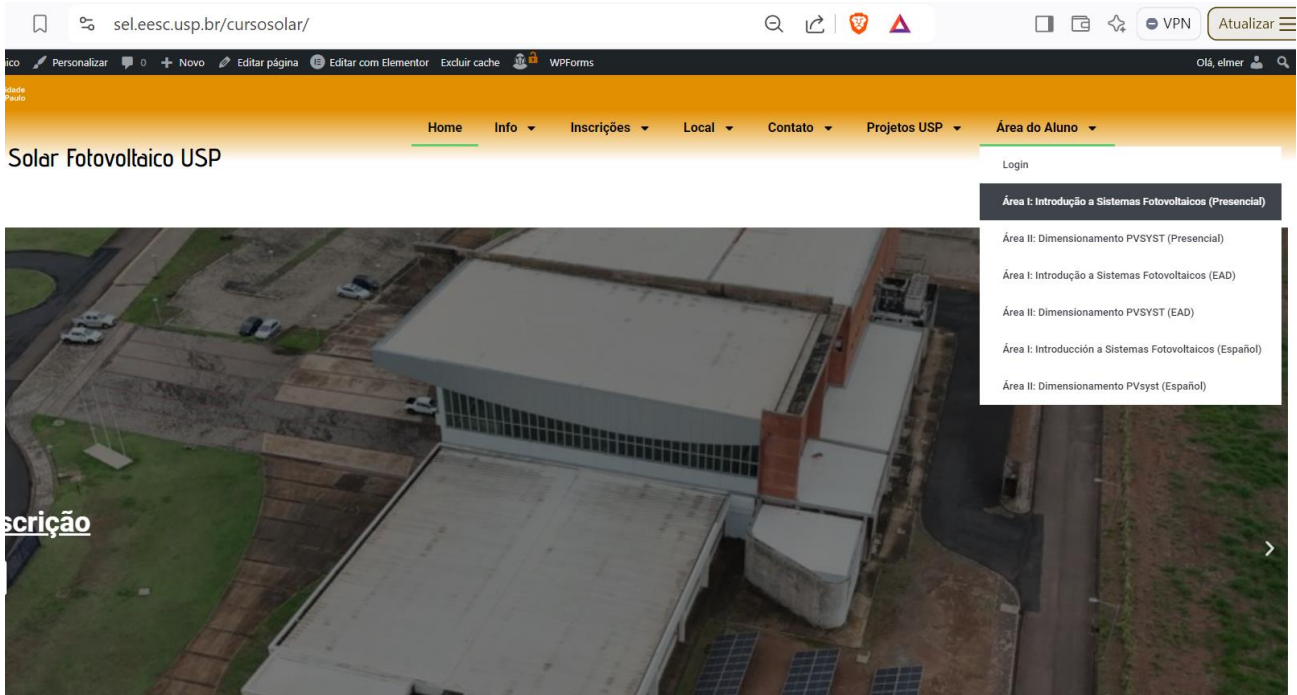 sel.eesc.usp.br/cursosolar/
VPN
Atualizar
ico Personalizar 0 + Novo Editar página Editar com Elementor Excluir cache WPForms Olá, elmer
idade
Paulo
Home Info Inscrições Local Contato Projetos USP Área do Aluno
Solar Fotovoltaico USP
Login
Área I: Introdução a Sistemas Fotovoltaicos (Presencial)
Área II: Dimensionamento PVSYST (Presencial)
Área I: Introdução a Sistemas Fotovoltaicos (EAD)
Área II: Dimensionamento PVSYST (EAD)
Área I: Introducción a Sistemas Fotovoltaicos (Español)
Área II: Dimensionamento PVsyst (Español)
scrição